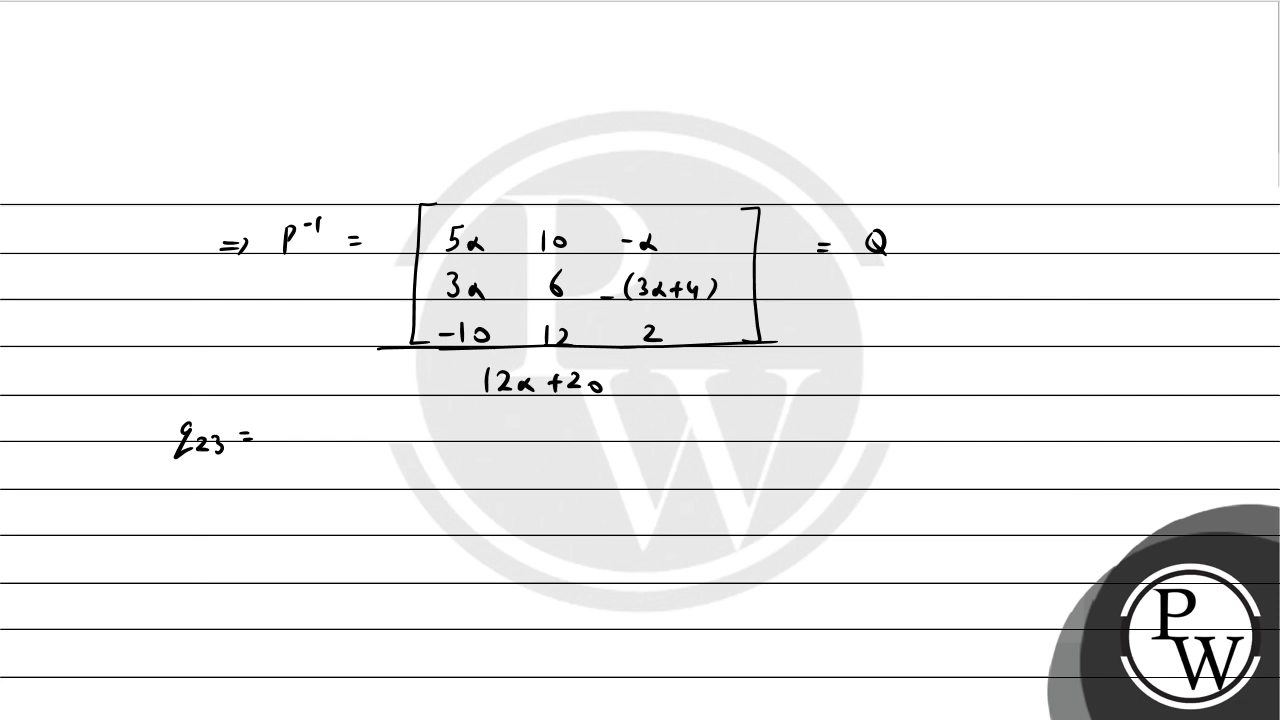 ⇒ P⁻¹ = [ 5α 10 -α
3α 6 -(3α+4)
-10 12 2 ] = Q
12α+20
q₂₃ =
P
W
P
W